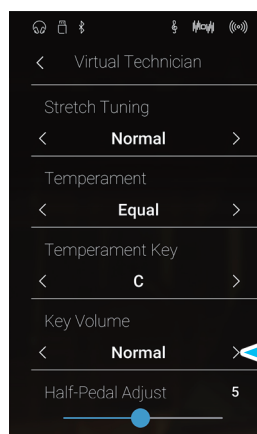 Virtual Technician
Stretch Tuning
Normal
Temperament
Equal
Temperament Key
C
Key Volume
Normal
Half-Pedal Adjust 5